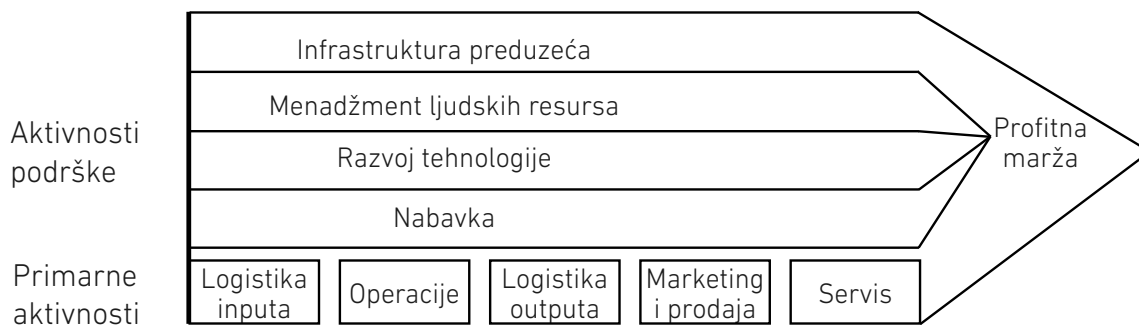 Infrastruktura preduzeća
Menadžment ljudskih resursa
Razvoj tehnologije
Nabavka
Aktivnosti
podrške
Profitna
marža
Primarne
aktivnosti
Logistika
inputa
Operacije
Logistika
outputa
Marketing
i prodaja
Servis